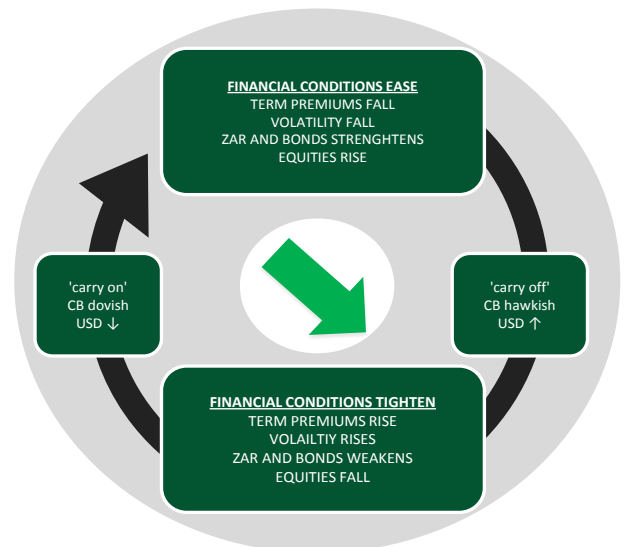 FINANCIAL CONDITIONS EASE
TERM PREMIUMS FALL
VOLATILITY FALL
ZAR AND BONDS STRENGHTENS
EQUITIES RISE
'carry on'
CB dovish
USD ↓
'carry off'
CB hawkish
USD ↑
FINANCIAL CONDITIONS TIGHTEN
TERM PREMIUMS RISE
VOLAILTIY RISES
ZAR AND BONDS WEAKENS
EQUITIES FALL